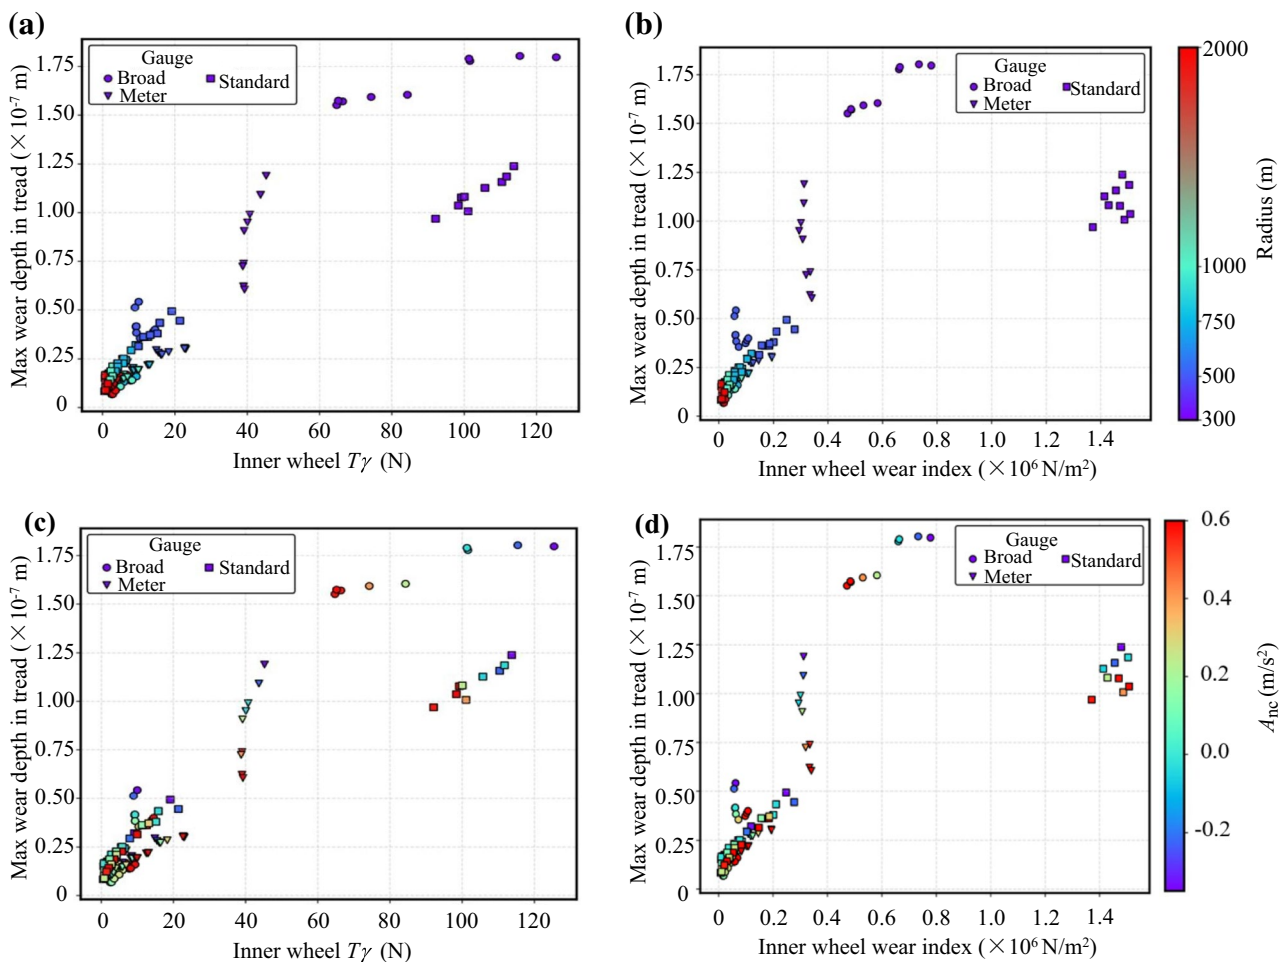 (a)
Max wear depth in tread (×10⁻⁷ m)
1.75
1.50
1.25
1.00
0.75
0.50
0.25
0
Gauge
Broad
Standard
Meter
0 20 40 60 80 100 120
Inner wheel Tγ (N)
(b)
Max wear depth in tread (×10⁻⁷ m)
1.75
1.50
1.25
1.00
0.75
0.50
0.25
0
Gauge
Broad
Standard
Meter
0 0.2 0.4 0.6 0.8 1.0 1.2 1.4
Inner wheel wear index (×10⁶ N/m²)
2000
1000
750
500
300
Radius (m)
(c)
Max wear depth in tread (×10⁻⁷ m)
1.75
1.50
1.25
1.00
0.75
0.50
0.25
0
Gauge
Broad
Standard
Meter
0 20 40 60 80 100 120
Inner wheel Tγ (N)
(d)
Max wear depth in tread (×10⁻⁷ m)
1.75
1.50
1.25
1.00
0.75
0.50
0.25
0
Gauge
Broad
Standard
Meter
0 0.2 0.4 0.6 0.8 1.0 1.2 1.4
Inner wheel wear index (×10⁶ N/m²)
0.6
0.4
0.2
0.0
-0.2
Anc (m/s²)